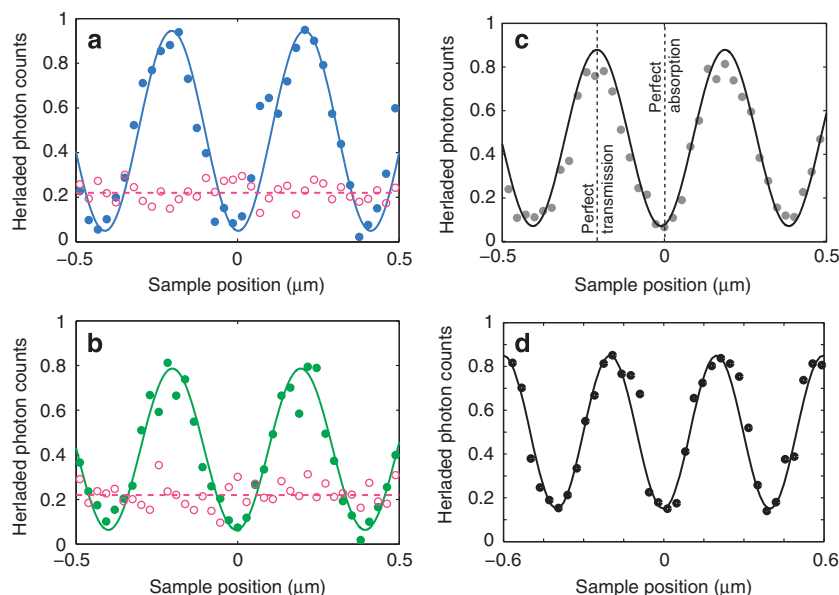 a
Herladed photon counts
1
0.8
0.6
0.4
0.2
0
−0.5
0
0.5
Sample position (μm)
b
Herladed photon counts
1
0.8
0.6
0.4
0.2
0
−0.5
0
0.5
Sample position (μm)
c
Herladed photon counts
1
0.8
0.6
0.4
0.2
0
Perfect
transmission
Perfect
absorption
−0.5
0
0.5
Sample position (μm)
d
Herladed photon counts
1
0.8
0.6
0.4
0.2
0
−0.6
0
0.6
Sample position (μm)